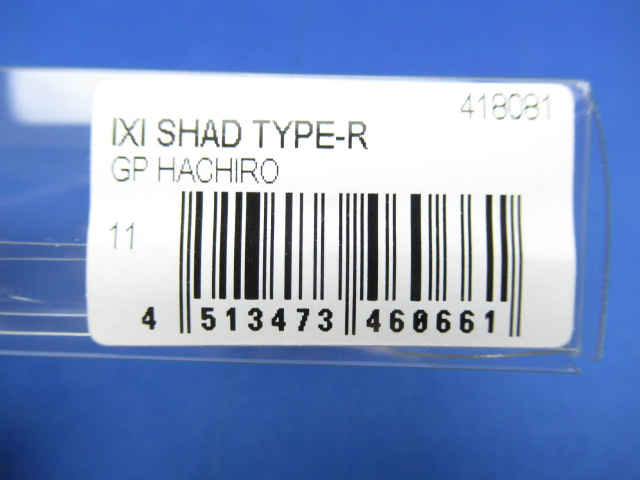 418081
IXI SHAD TYPE-R
GP HACHIRO
11
4 513473 460661